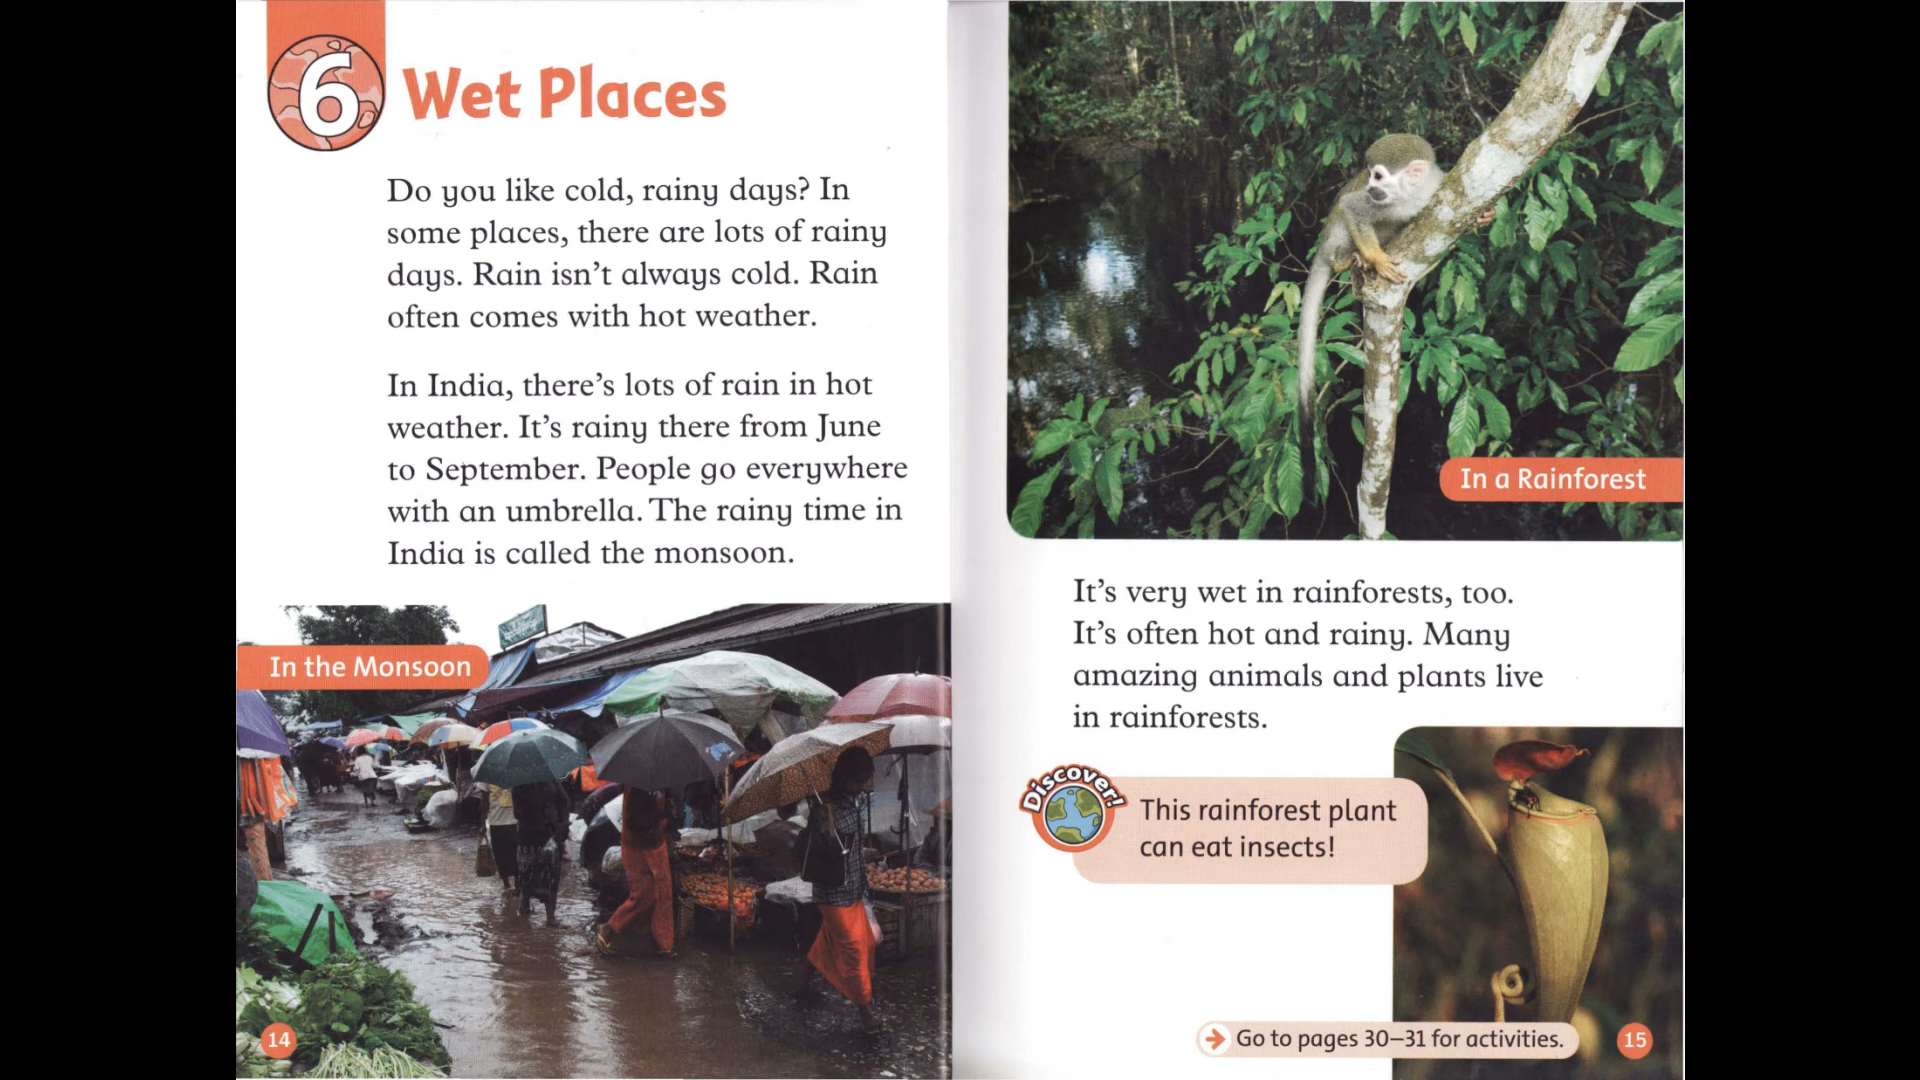 6
Wet Places
Do you like cold, rainy days? In
some places, there are lots of rainy
days. Rain isn't always cold. Rain
often comes with hot weather.
In India, there's lots of rain in hot
weather. It's rainy there from June
to September. People go everywhere
with an umbrella. The rainy time in
India is called the monsoon.
In the Monsoon
14
In a Rainforest
It's very wet in rainforests, too.
It's often hot and rainy. Many
amazing animals and plants live
in rainforests.
Discover!
This rainforest plant
can eat insects!
Go to pages 30–31 for activities.
15